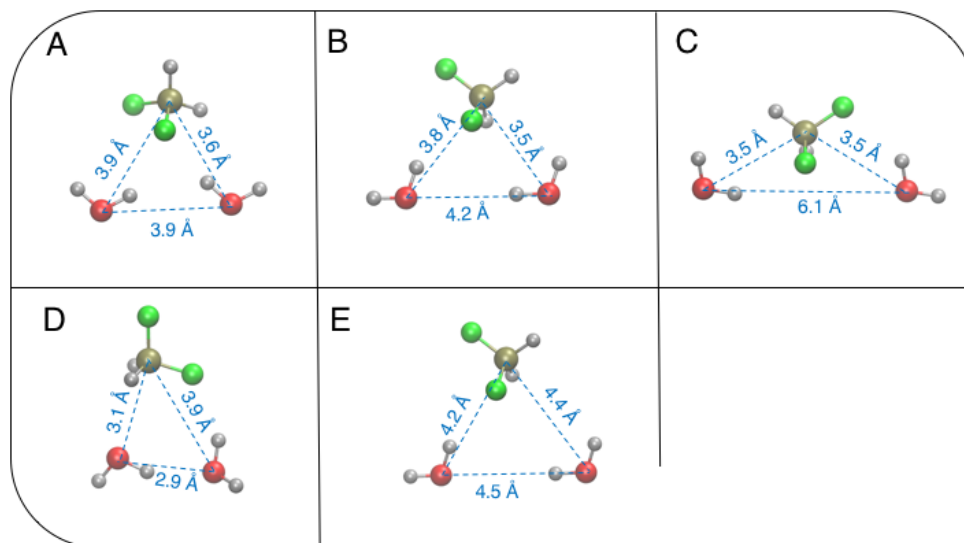 A
3.9 Å
3.6 Å
3.9 Å
B
3.8 Å
3.5 Å
4.2 Å
C
3.5 Å
3.5 Å
6.1 Å
D
3.1 Å
3.9 Å
2.9 Å
E
4.2 Å
4.4 Å
4.5 Å